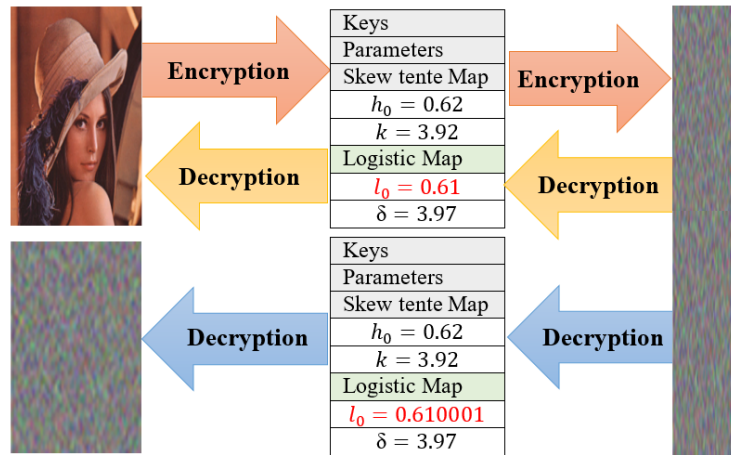 Keys
Parameters
Skew tente Map
h₀ = 0.62
k = 3.92
Logistic Map
l₀ = 0.61
δ = 3.97
Encryption
Encryption
Decryption
Decryption
Keys
Parameters
Skew tente Map
h₀ = 0.62
k = 3.92
Logistic Map
l₀ = 0.610001
δ = 3.97
Decryption
Decryption